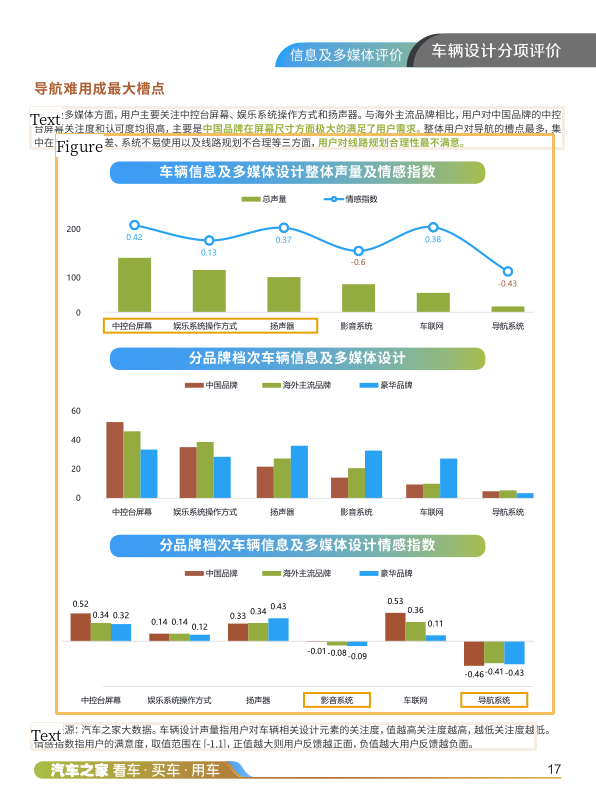 信息及多媒体评价
车辆设计分项评价
导航难用成最大槽点
Text
:多媒体方面，用户主要关注中控台屏幕、娱乐系统操作方式和扬声器。与海外主流品牌相比，用户对中国品牌的中控
台屏幕关注度和认可度均很高，主要是中国品牌在屏幕尺寸方面极大的满足了用户需求。整体用户对导航的槽点最多，集
中在
Figure
差、系统不易使用以及线路规划不合理等三方面，用户对线路规划合理性最不满意。
车辆信息及多媒体设计整体声量及情感指数
总声量 情感指数
200
100
0
0.42 0.13 0.37 -0.6 0.38 -0.43
中控台屏幕 娱乐系统操作方式 扬声器 影音系统 车联网 导航系统
分品牌档次车辆信息及多媒体设计
中国品牌 海外主流品牌 豪华品牌
60
40
20
0
中控台屏幕 娱乐系统操作方式 扬声器 影音系统 车联网 导航系统
分品牌档次车辆信息及多媒体设计情感指数
中国品牌 海外主流品牌 豪华品牌
0.52 0.34 0.32 0.14 0.14 0.12 0.33 0.34 0.43 -0.01 -0.08 -0.09 0.53 0.36 0.11 -0.46 -0.41 -0.43
中控台屏幕 娱乐系统操作方式 扬声器 影音系统 车联网 导航系统
Text
源：汽车之家大数据。车辆设计声量指用户对车辆相关设计元素的关注度，值越高关注度越高，越低关注度越低。
情感指数指用户的满意度，取值范围在 [-1,1]，正值越大则用户反馈越正面，负值越大用户反馈越负面。
汽车之家 看车 · 买车 · 用车
17